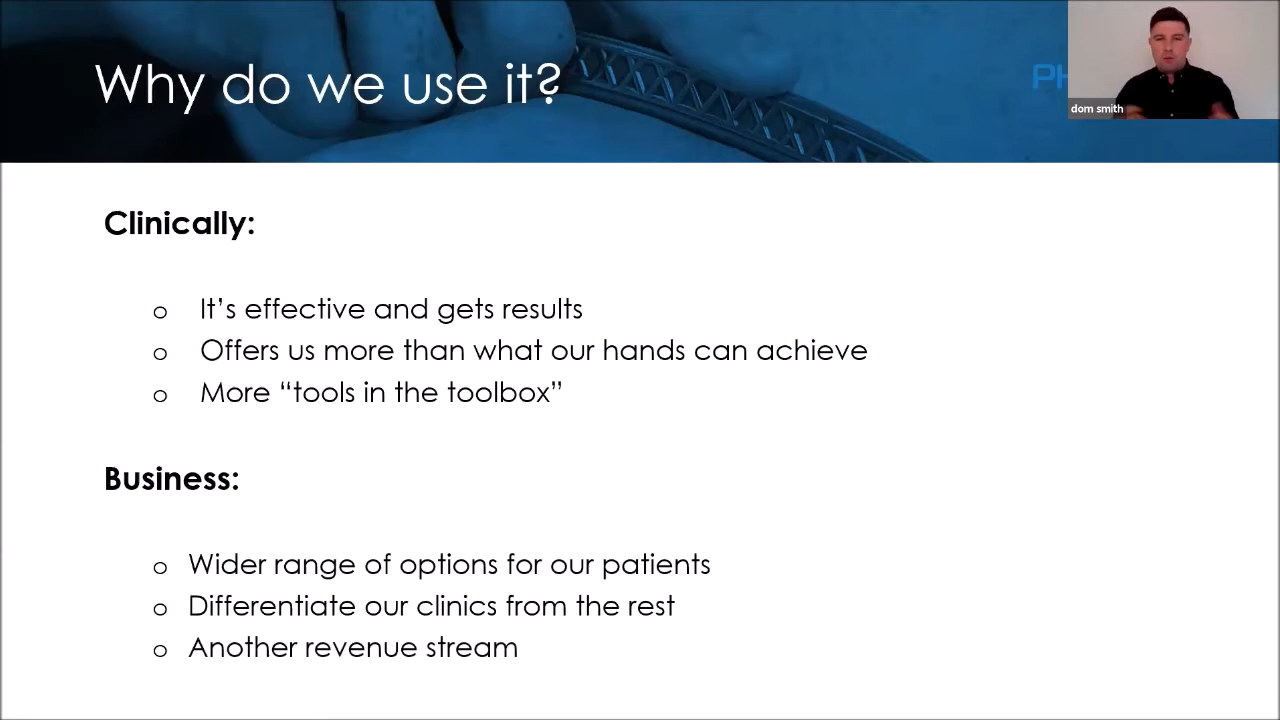 Why do we use it?
dom smith
Clinically:
o It’s effective and gets results
o Offers us more than what our hands can achieve
o More “tools in the toolbox”
Business:
o Wider range of options for our patients
o Differentiate our clinics from the rest
o Another revenue stream